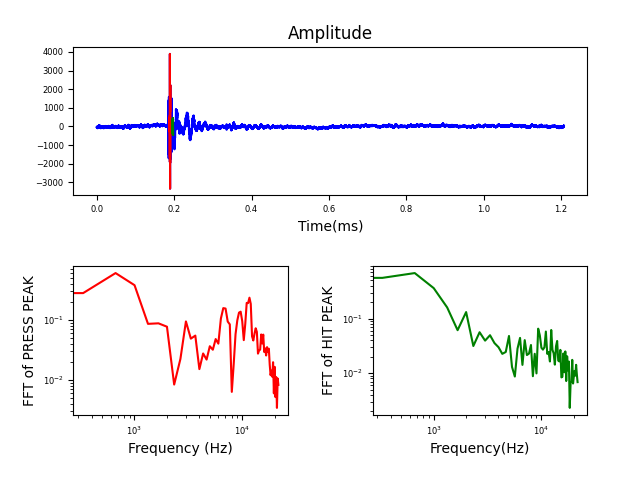 Amplitude
4000
3000
2000
1000
0
−1000
−2000
−3000
0.0 0.2 0.4 0.6 0.8 1.0 1.2
Time(ms)
FFT of PRESS PEAK
10⁻¹
10⁻²
10³ 10⁴
Frequency (Hz)
FFT of HIT PEAK
10⁻¹
10⁻²
10³ 10⁴
Frequency(Hz)